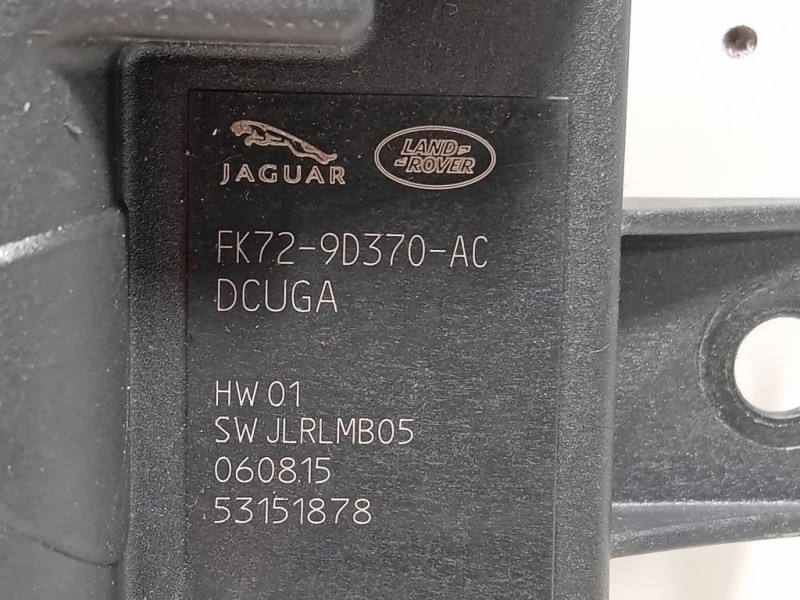 JAGUAR
LAND-
-ROVER
FK72-9D370-AC
DCUGA
HW 01
SW JLRLMB05
060815
53151878